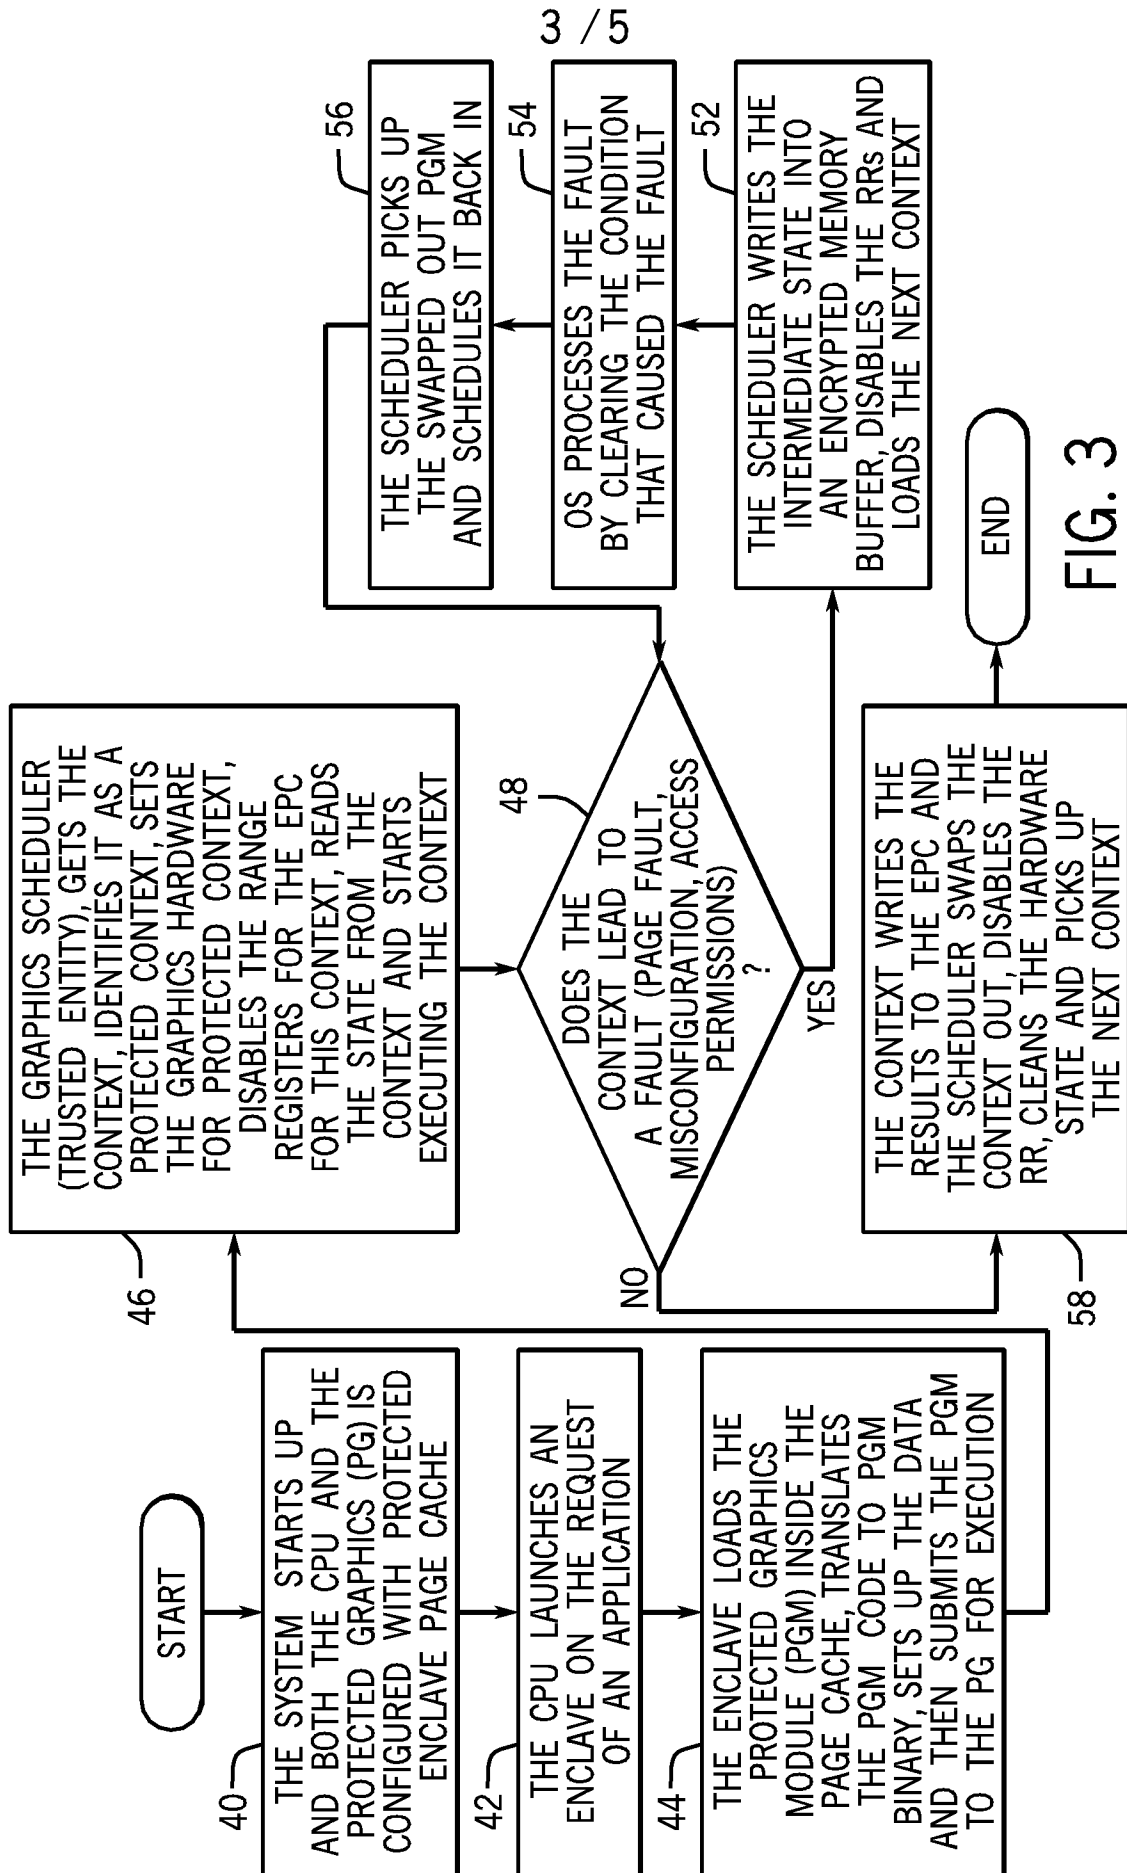 3 / 5
START
40
THE SYSTEM STARTS UP
AND BOTH THE CPU AND THE
PROTECTED GRAPHICS (PG) IS
CONFIGURED WITH PROTECTED
ENCLAVE PAGE CACHE
42
THE CPU LAUNCHES AN
ENCLAVE ON THE REQUEST
OF AN APPLICATION
44
THE ENCLAVE LOADS THE
PROTECTED GRAPHICS
MODULE (PGM) INSIDE THE
PAGE CACHE, TRANSLATES
THE PGM CODE TO PGM
BINARY, SETS UP THE DATA
AND THEN SUBMITS THE PGM
TO THE PG FOR EXECUTION
46
THE GRAPHICS SCHEDULER
(TRUSTED ENTITY), GETS THE
CONTEXT, IDENTIFIES IT AS A
PROTECTED CONTEXT, SETS
THE GRAPHICS HARDWARE
FOR PROTECTED CONTEXT,
DISABLES THE RANGE
REGISTERS FOR THE EPC
FOR THIS CONTEXT, READS
THE STATE FROM THE
CONTEXT AND STARTS
EXECUTING THE CONTEXT
48
DOES THE
CONTEXT LEAD TO
A FAULT (PAGE FAULT,
MISCONFIGURATION, ACCESS
PERMISSIONS)
?
NO
YES
58
THE CONTEXT WRITES THE
RESULTS TO THE EPC AND
THE SCHEDULER SWAPS THE
CONTEXT OUT, DISABLES THE
RR, CLEANS THE HARDWARE
STATE AND PICKS UP
THE NEXT CONTEXT
56
THE SCHEDULER PICKS UP
THE SWAPPED OUT PGM
AND SCHEDULES IT BACK IN
54
OS PROCESSES THE FAULT
BY CLEARING THE CONDITION
THAT CAUSED THE FAULT
52
THE SCHEDULER WRITES THE
INTERMEDIATE STATE INTO
AN ENCRYPTED MEMORY
BUFFER, DISABLES THE RRs AND
LOADS THE NEXT CONTEXT
END
FIG. 3